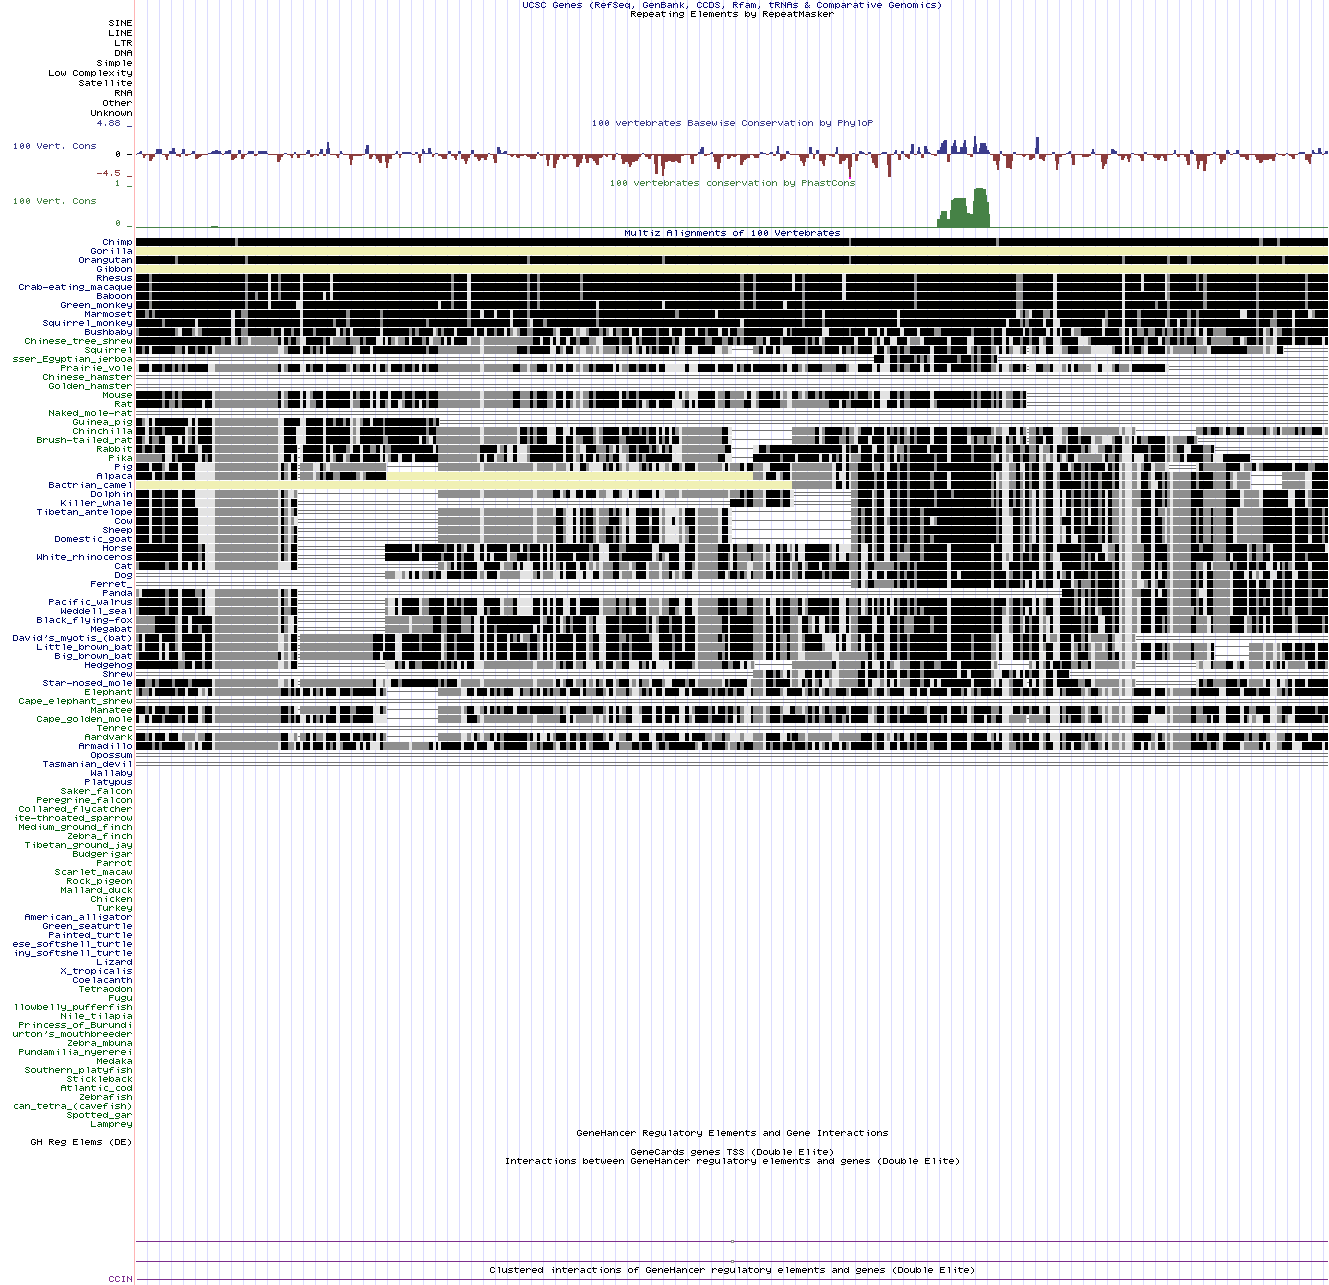 UCSC Genes (RefSeq, GenBank, CCDS, Rfam, tRNAs & Comparative Genomics)
Repeating Elements by RepeatMasker
SINE
LINE
LTR
DNA
Simple
Low Complexity
Satellite
RNA
Other
Unknown
4.88 _
100 vertebrates Basewise Conservation by PhyloP
100 Vert. Cons
0 _
-4.5 _
100 vertebrates conservation by PhastCons
1 _
100 Vert. Cons
0 _
Multiz Alignments of 100 Vertebrates
Chimp
Gorilla
Orangutan
Gibbon
Rhesus
Crab-eating_macaque
Baboon
Green_monkey
Marmoset
Squirrel_monkey
Bushbaby
Chinese_tree_shrew
Squirrel
sser_Egyptian_jerboa
Prairie_vole
Chinese_hamster
Golden_hamster
Mouse
Rat
Naked_mole-rat
Guinea_pig
Chinchilla
Brush-tailed_rat
Rabbit
Pika
Pig
Alpaca
Bactrian_camel
Dolphin
Killer_whale
Tibetan_antelope
Cow
Sheep
Domestic_goat
Horse
White_rhinoceros
Cat
Dog
Ferret_
Panda
Pacific_walrus
Weddell_seal
Black_flying-fox
Megabat
David's_myotis_(bat)
Little_brown_bat
Big_brown_bat
Hedgehog
Shrew
Star-nosed_mole
Elephant
Cape_elephant_shrew
Manatee
Cape_golden_mole
Tenrec
Aardvark
Armadillo
Opossum
Tasmanian_devil
Wallaby
Platypus
Saker_falcon
Peregrine_falcon
Collared_flycatcher
ite-throated_sparrow
Medium_ground_finch
Zebra_finch
Tibetan_ground_jay
Budgerigar
Parrot
Scarlet_macaw
Rock_pigeon
Mallard_duck
Chicken
Turkey
American_alligator
Green_seaturtle
Painted_turtle
ese_softshell_turtle
iny_softshell_turtle
Lizard
X_tropicalis
Coelacanth
Tetraodon
Fugu
llowbelly_pufferfish
Nile_tilapia
Princess_of_Burundi
urton's_mouthbreeder
Zebra_mbuna
Pundamilia_nyererei
Medaka
Southern_platyfish
Stickleback
Atlantic_cod
Zebrafish
can_tetra_(cavefish)
Spotted_gar
Lamprey
GeneHancer Regulatory Elements and Gene Interactions
GH Reg Elems (DE)
GeneCards genes TSS (Double Elite)
Interactions between GeneHancer regulatory elements and genes (Double Elite)
Clustered interactions of GeneHancer regulatory elements and genes (Double Elite)
CCIN